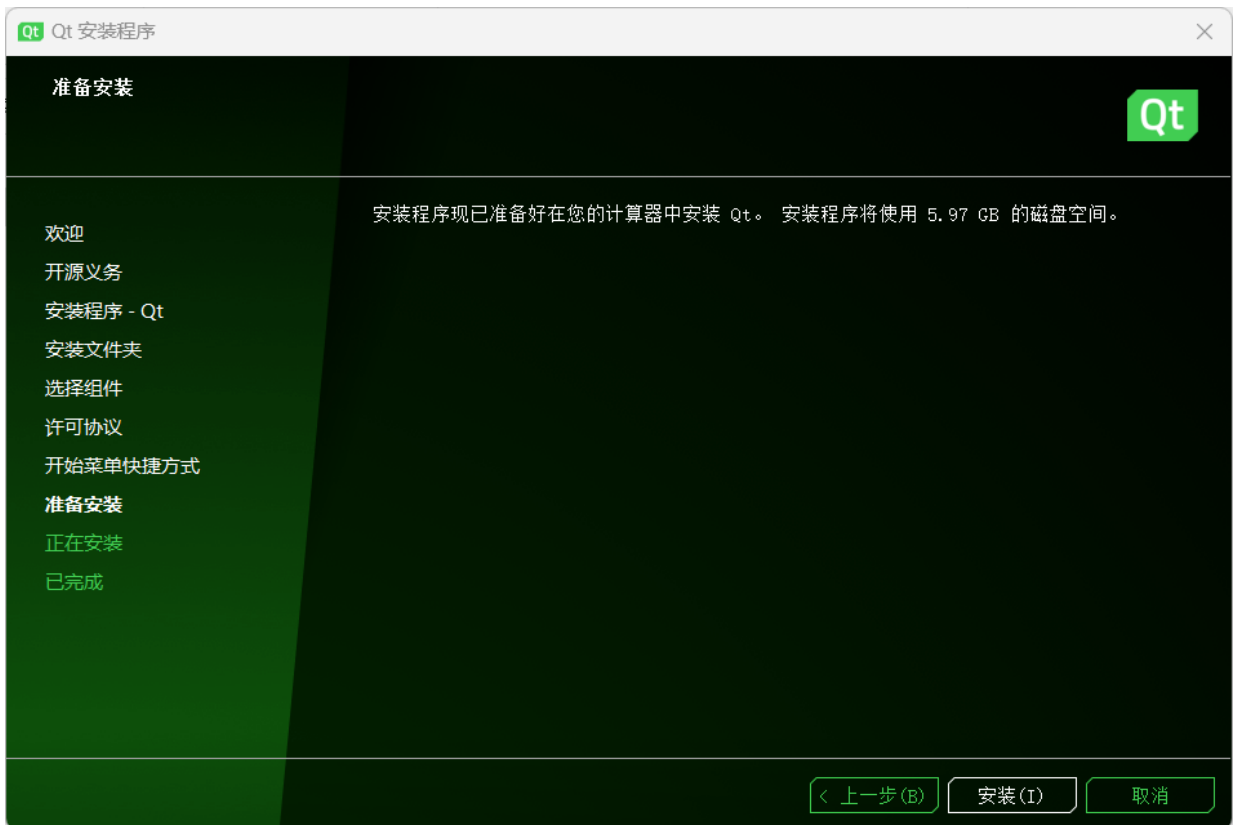 Qt Qt 安装程序
准备安装
Qt
安装程序现已准备好在您的计算器中安装 Qt。 安装程序将使用 5.97 GB 的磁盘空间。
欢迎
开源义务
安装程序 - Qt
安装文件夹
选择组件
许可协议
开始菜单快捷方式
准备安装
正在安装
已完成
< 上一步(B) 安装(I) 取消